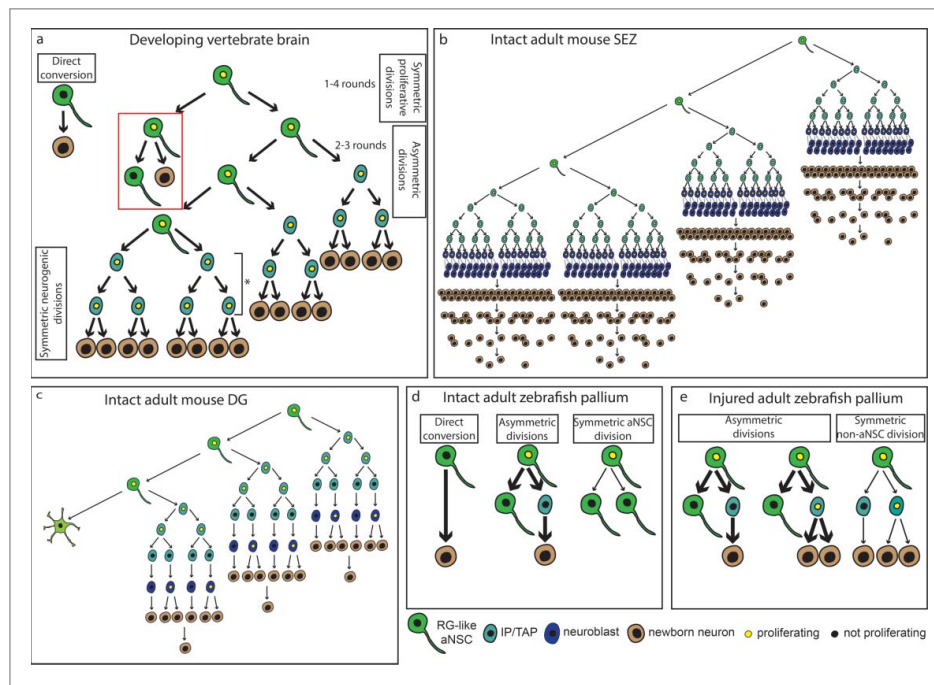 a
Developing vertebrate brain
Direct
conversion
1-4 rounds
Symmetric
proliferative
divisions
2-3 rounds
Asymmetric
divisions
Symmetric neurogenic
divisions
*
b
Intact adult mouse SEZ
c
Intact adult mouse DG
d
Intact adult zebrafish pallium
Direct
conversion
Asymmetric
divisions
Symmetric aNSC
division
e
Injured adult zebrafish pallium
Asymmetric
divisions
Symmetric
non-aNSC division
RG-like
aNSC
IP/TAP
neuroblast
newborn neuron
proliferating
not proliferating